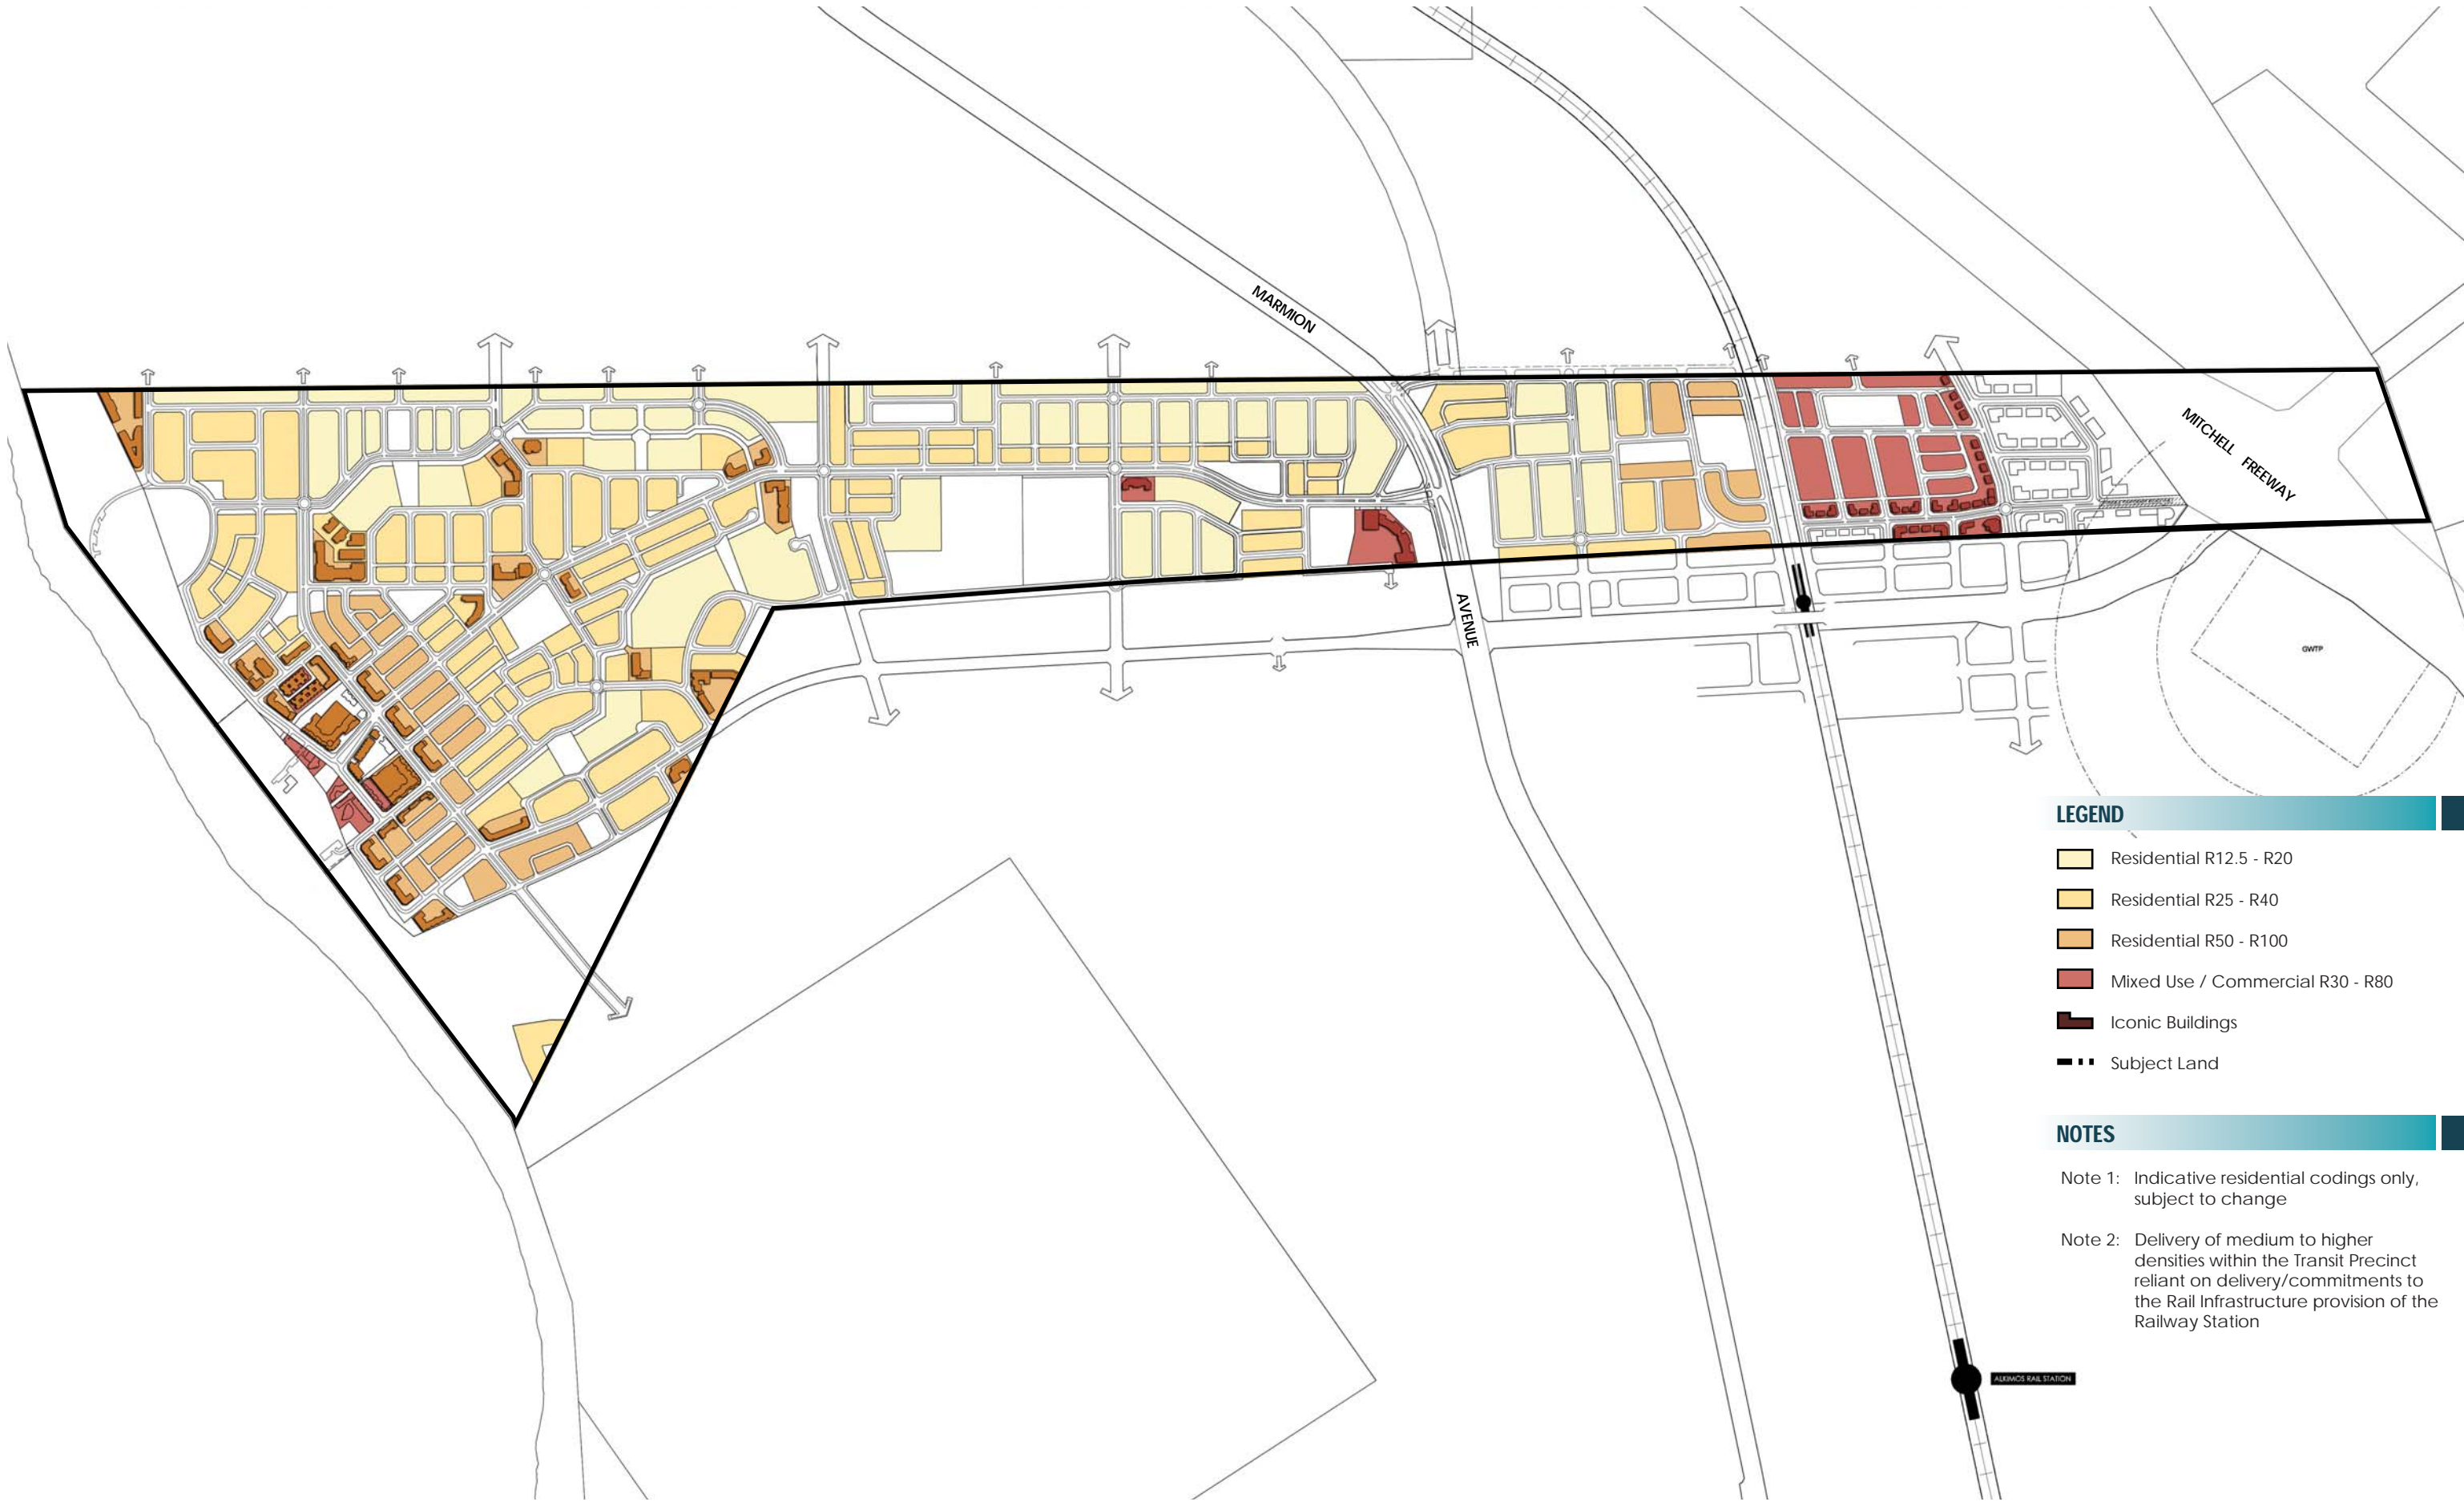 MARMION
MITCHELL FREEWAY
AVENUE
GWTP
LEGEND
Residential R12.5 - R20
Residential R25 - R40
Residential R50 - R100
Mixed Use / Commercial R30 - R80
Iconic Buildings
Subject Land
NOTES
Note 1: Indicative residential codings only,
subject to change
Note 2: Delivery of medium to higher
densities within the Transit Precinct
reliant on delivery/commitments to
the Rail Infrastructure provision of the
Railway Station
ALKIMOS RAIL STATION